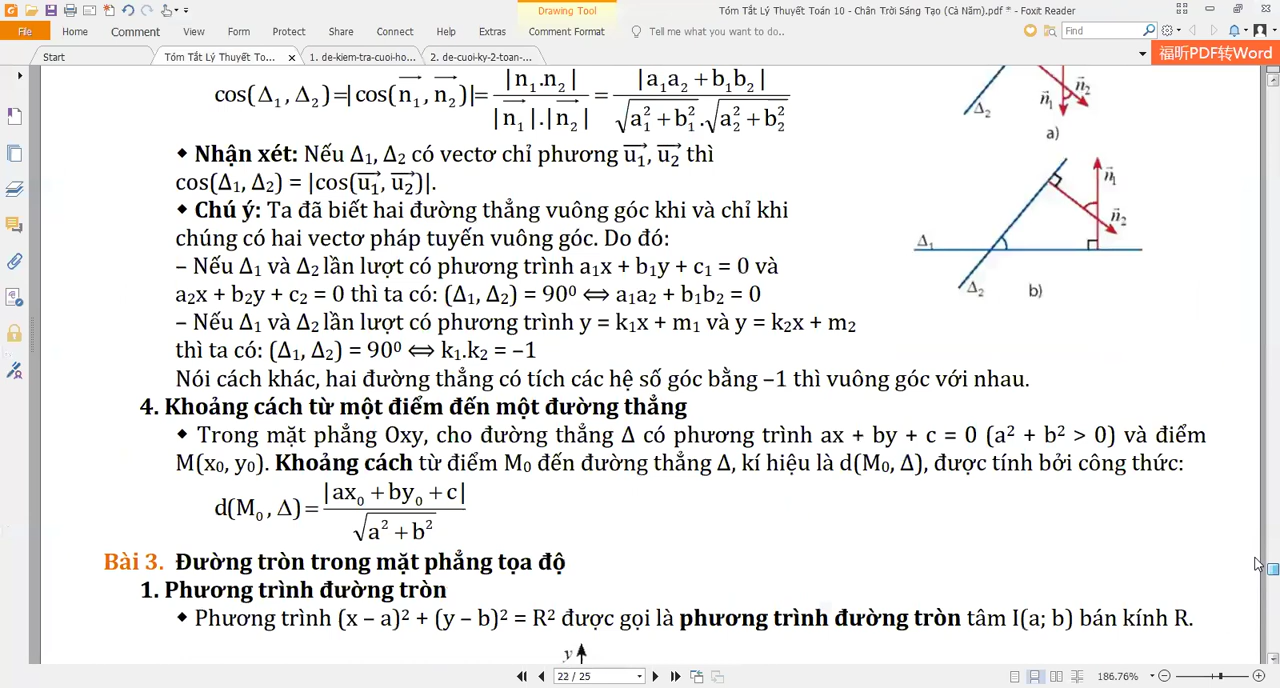 Drawing Tool
Tóm Tắt Lý Thuyết Toán 10 - Chân Trời Sáng Tạo (Cả Năm).pdf * - Foxit Reader
File Home Comment View Form Protect Share Connect Help Extras Comment Format Tell me what you want to do.. Find
Start Tóm Tắt Lý Thuyết To... 1. de-kiem-tra-cuoi-ho... 2. de-cuoi-ky-2-toan-...
福昕PDF转Word
cos(Δ₁, Δ₂)=|cos(n₁, n₂)|= |n₁.n₂| / |n₁|.|n₂| = |a₁a₂ + b₁b₂| / √a₁² + b₁².√a₂² + b₂²
Δ₂ n₁ n₂
a)
◆ Nhận xét: Nếu Δ₁, Δ₂ có vectơ chỉ phương u₁, u₂ thì
cos(Δ₁, Δ₂) = |cos(u₁, u₂)|.
◆ Chú ý: Ta đã biết hai đường thẳng vuông góc khi và chỉ khi
chúng có hai vectơ pháp tuyến vuông góc. Do đó:
– Nếu Δ₁ và Δ₂ lần lượt có phương trình a₁x + b₁y + c₁ = 0 và
a₂x + b₂y + c₂ = 0 thì ta có: (Δ₁, Δ₂) = 90⁰ ⇔ a₁a₂ + b₁b₂ = 0
n₁
n₂
Δ₁
Δ₂
b)
– Nếu Δ₁ và Δ₂ lần lượt có phương trình y = k₁x + m₁ và y = k₂x + m₂
thì ta có: (Δ₁, Δ₂) = 90⁰ ⇔ k₁.k₂ = –1
Nói cách khác, hai đường thẳng có tích các hệ số góc bằng –1 thì vuông góc với nhau.
4. Khoảng cách từ một điểm đến một đường thẳng
◆ Trong mặt phẳng Oxy, cho đường thẳng Δ có phương trình ax + by + c = 0 (a² + b² > 0) và điểm
M(x₀, y₀). Khoảng cách từ điểm M₀ đến đường thẳng Δ, kí hiệu là d(M₀, Δ), được tính bởi công thức:
d(M₀, Δ)= |ax₀ + by₀ + c| / √a² + b²
Bài 3. Đường tròn trong mặt phẳng tọa độ
1. Phương trình đường tròn
◆ Phương trình (x – a)² + (y – b)² = R² được gọi là phương trình đường tròn tâm I(a; b) bán kính R.
y
22 / 25
186.76%